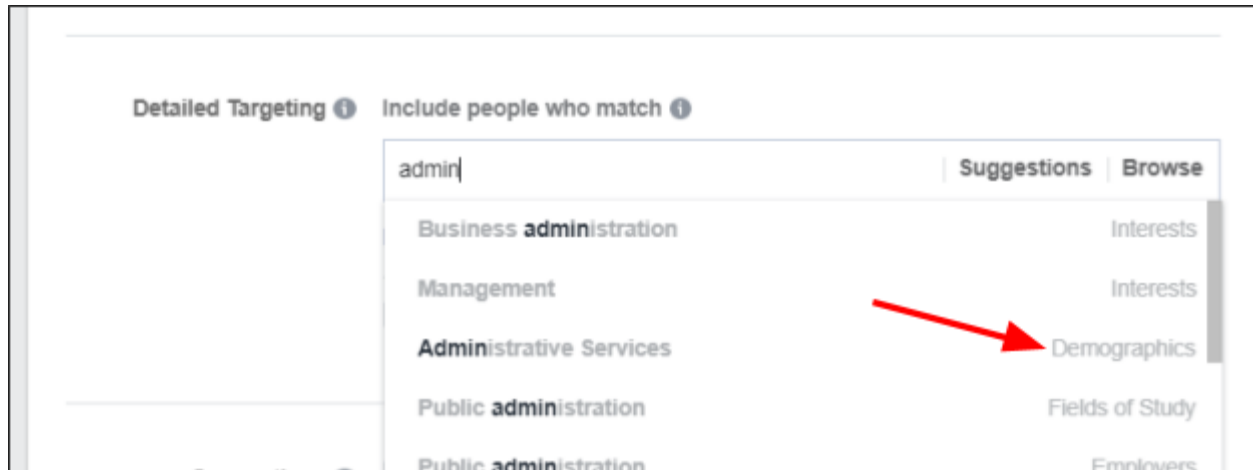 Detailed Targeting Include people who match
admin Suggestions Browse
Business administration Interests
Management Interests
Administrative Services Demographics
Public administration Fields of Study
Public administration Employers